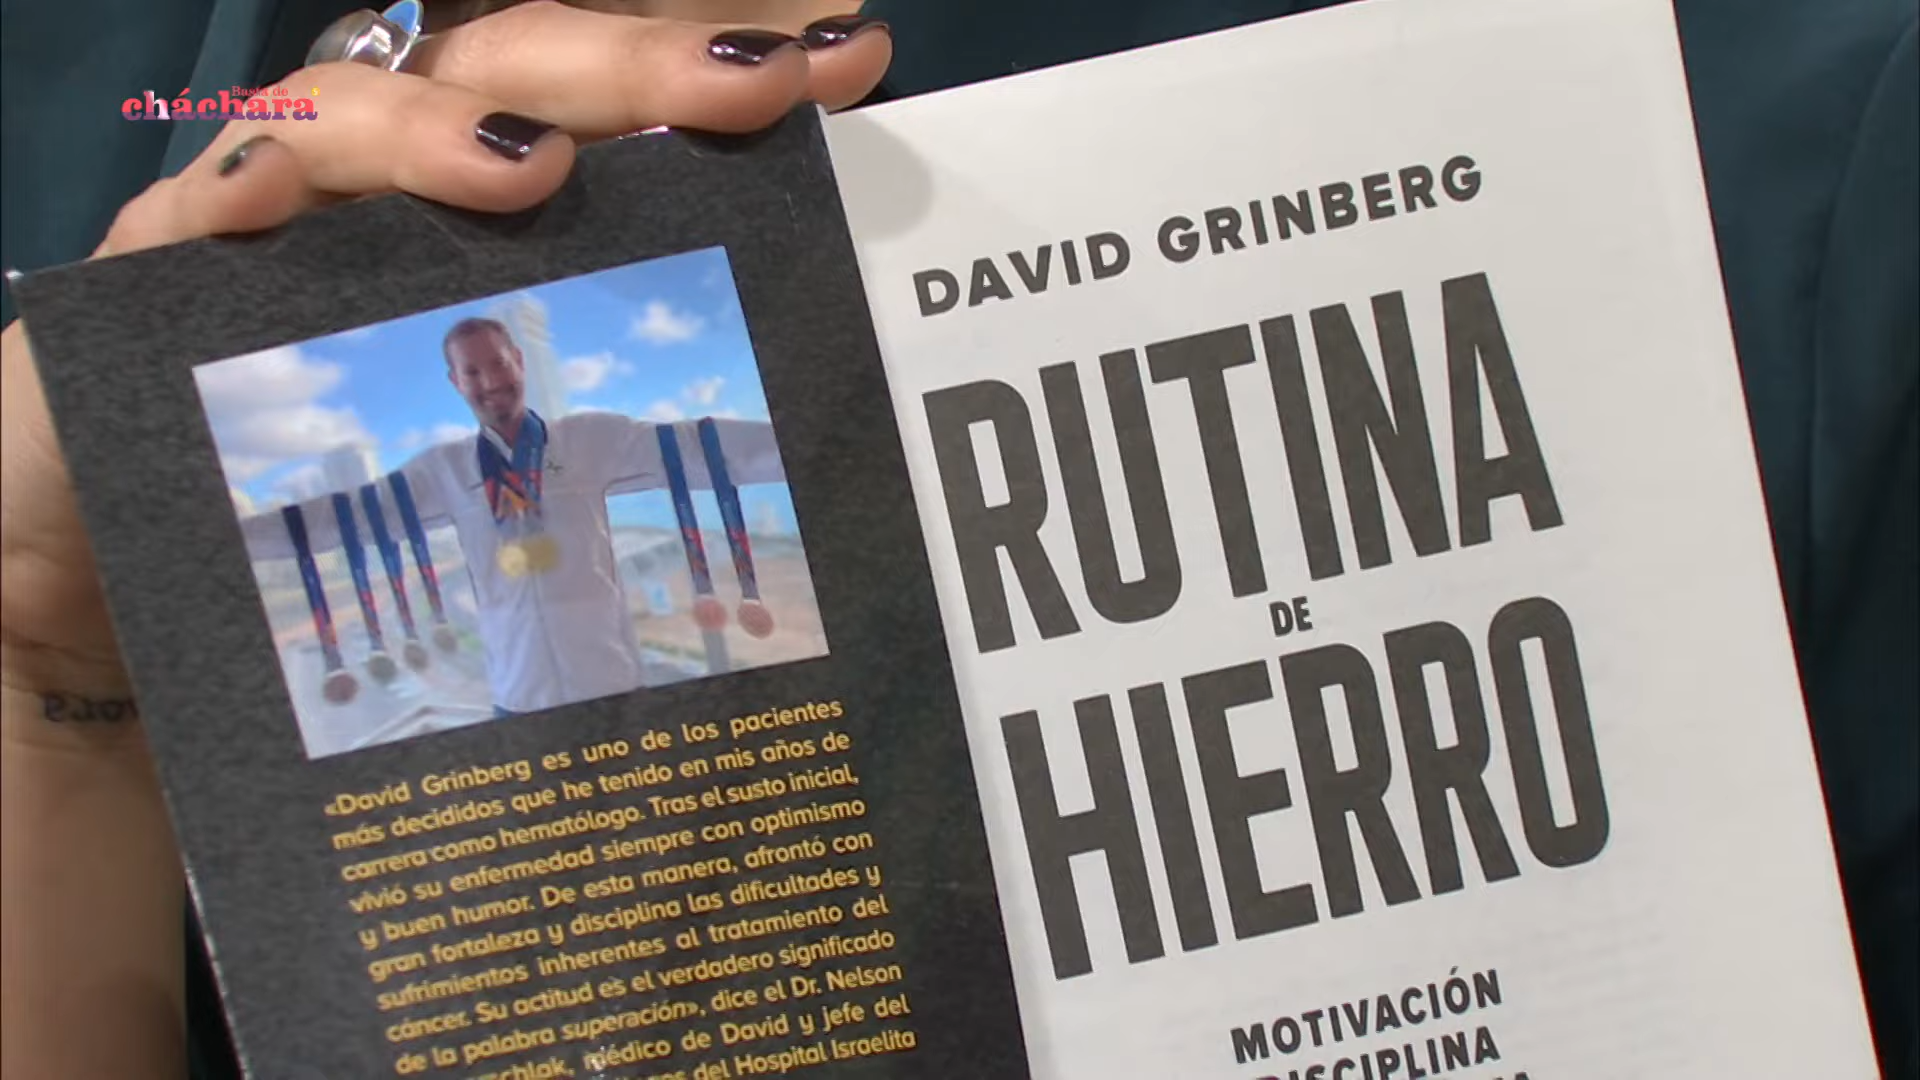 Basta de
cháchara
«David Grinberg es uno de los pacientes
más decididos que he tenido en mis años de
carrera como hematólogo. Tras el susto inicial,
vivió su enfermedad siempre con optimismo
y buen humor. De esta manera, afrontó con
gran fortaleza y disciplina las dificultades y
sufrimientos inherentes al tratamiento del
cáncer. Su actitud es el verdadero significado
de la palabra superación», dice el Dr. Nelson
médico de David y jefe del
del Hospital Israelita
DAVID GRINBERG
RUTINA
DE
HIERRO
MOTIVACIÓN
DISCIPLINA